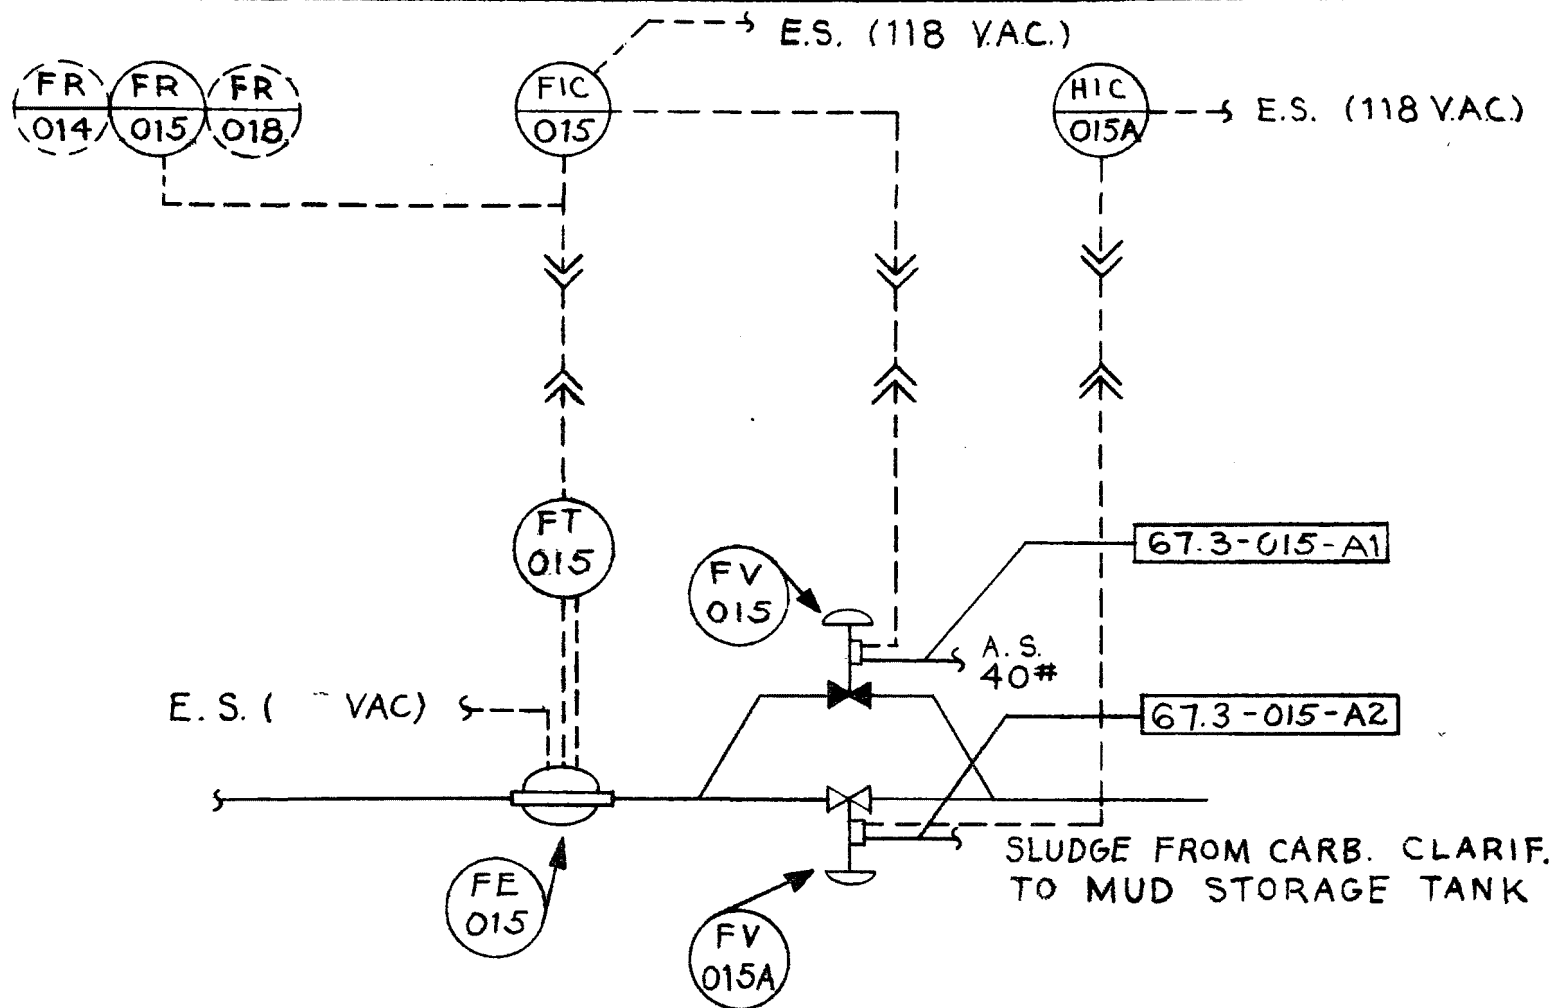 E.S. (118 V.A.C.)
FR
014
FR
015
FR
018
FIC
015
HIC
015A
E.S. (118 V.A.C.)
FT
015
67.3-015-A1
FV
015
A.S.
40#
E.S. ( VAC)
67.3-015-A2
SLUDGE FROM CARB. CLARIF.
TO MUD STORAGE TANK
FE
015
FV
015A